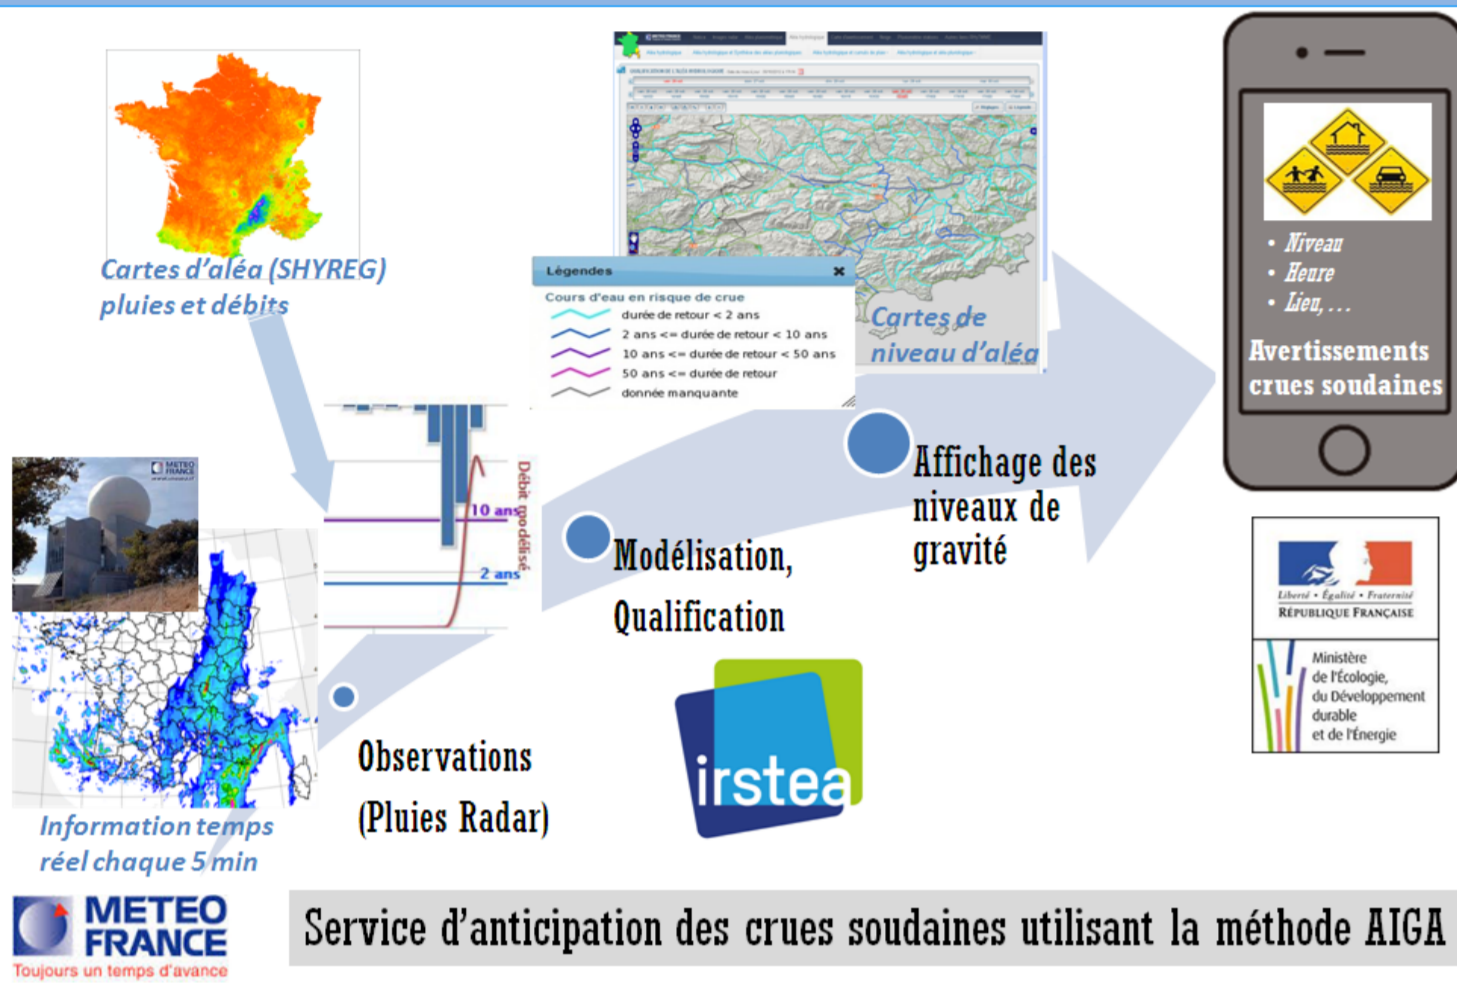 Cartes d'aléa (SHYREG)
pluies et débits
METEO
FRANCE
Information temps
réel chaque 5 min
Débit modélisé
10 ans
2 ans
Observations
(Pluies Radar)
Modélisation,
Qualification
irstea
METEO FRANCE
Légendes
Cours d'eau en risque de crue
durée de retour < 2 ans
2 ans <= durée de retour < 10 ans
10 ans <= durée de retour < 50 ans
50 ans <= durée de retour
donnée manquante
Cartes de
niveau d'aléa
Affichage des
niveaux de
gravité
• Niveau
• Heure
• Lieu, ...
Avertissements
crues soudaines
Liberté • Égalité • Fraternité
RÉPUBLIQUE FRANÇAISE
Ministère
de l'Écologie,
du Développement
durable
et de l'Énergie
METEO
FRANCE
Toujours un temps d'avance
Service d'anticipation des crues soudaines utilisant la méthode AIGA